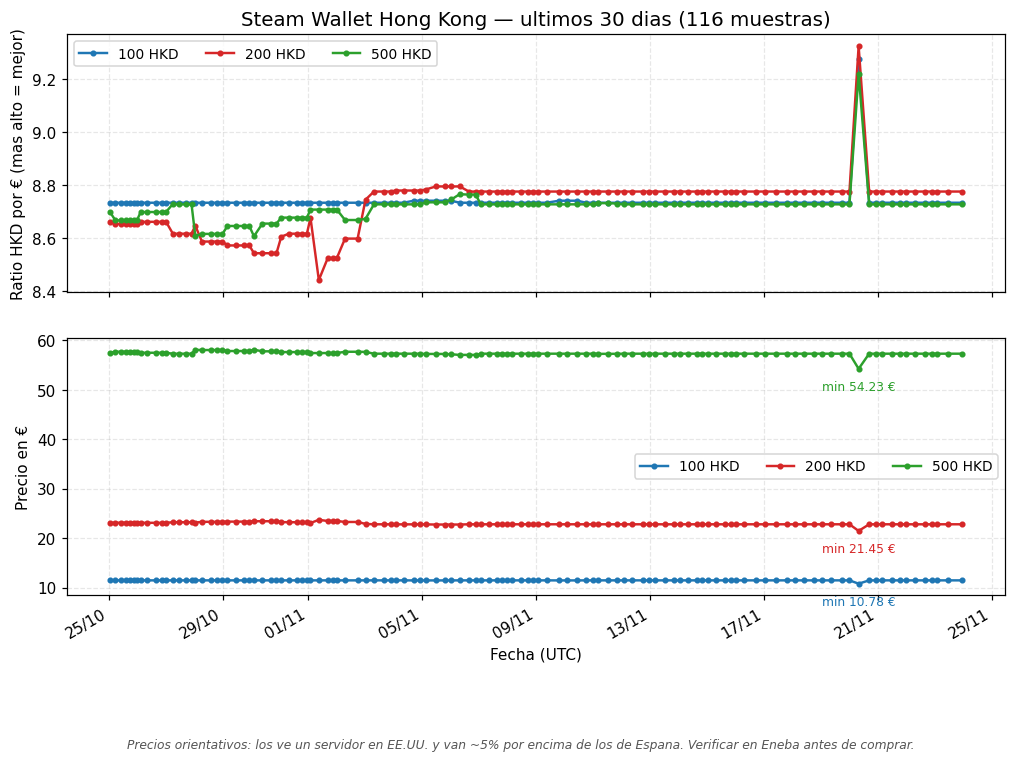 Steam Wallet Hong Kong — ultimos 30 dias (116 muestras)
100 HKD 200 HKD 500 HKD
Ratio HKD por € (mas alto = mejor)
9.2
9.0
8.8
8.6
8.4
Precio en €
60
50
40
30
20
10
min 54.23 €
100 HKD 200 HKD 500 HKD
min 21.45 €
min 10.78 €
25/10 29/10 01/11 05/11 09/11 13/11 17/11 21/11 25/11
Fecha (UTC)
Precios orientativos: los ve un servidor en EE.UU. y van ~5% por encima de los de Espana. Verificar en Eneba antes de comprar.